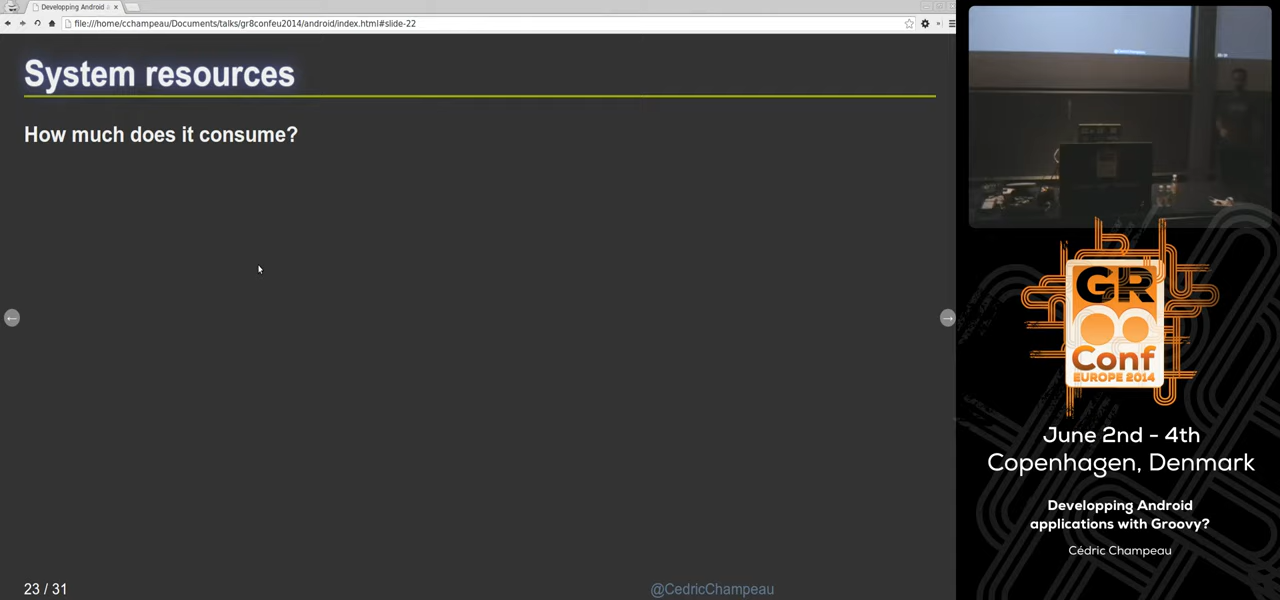 Developping Android
file:///home/cchampeau/Documents/talks/gr8confeu2014/android/index.html#slide-22
System resources
How much does it consume?
23 / 31
@CedricChampeau
GR
Conf
EUROPE 2014
June 2nd - 4th
Copenhagen, Denmark
Developping Android
applications with Groovy?
Cédric Champeau